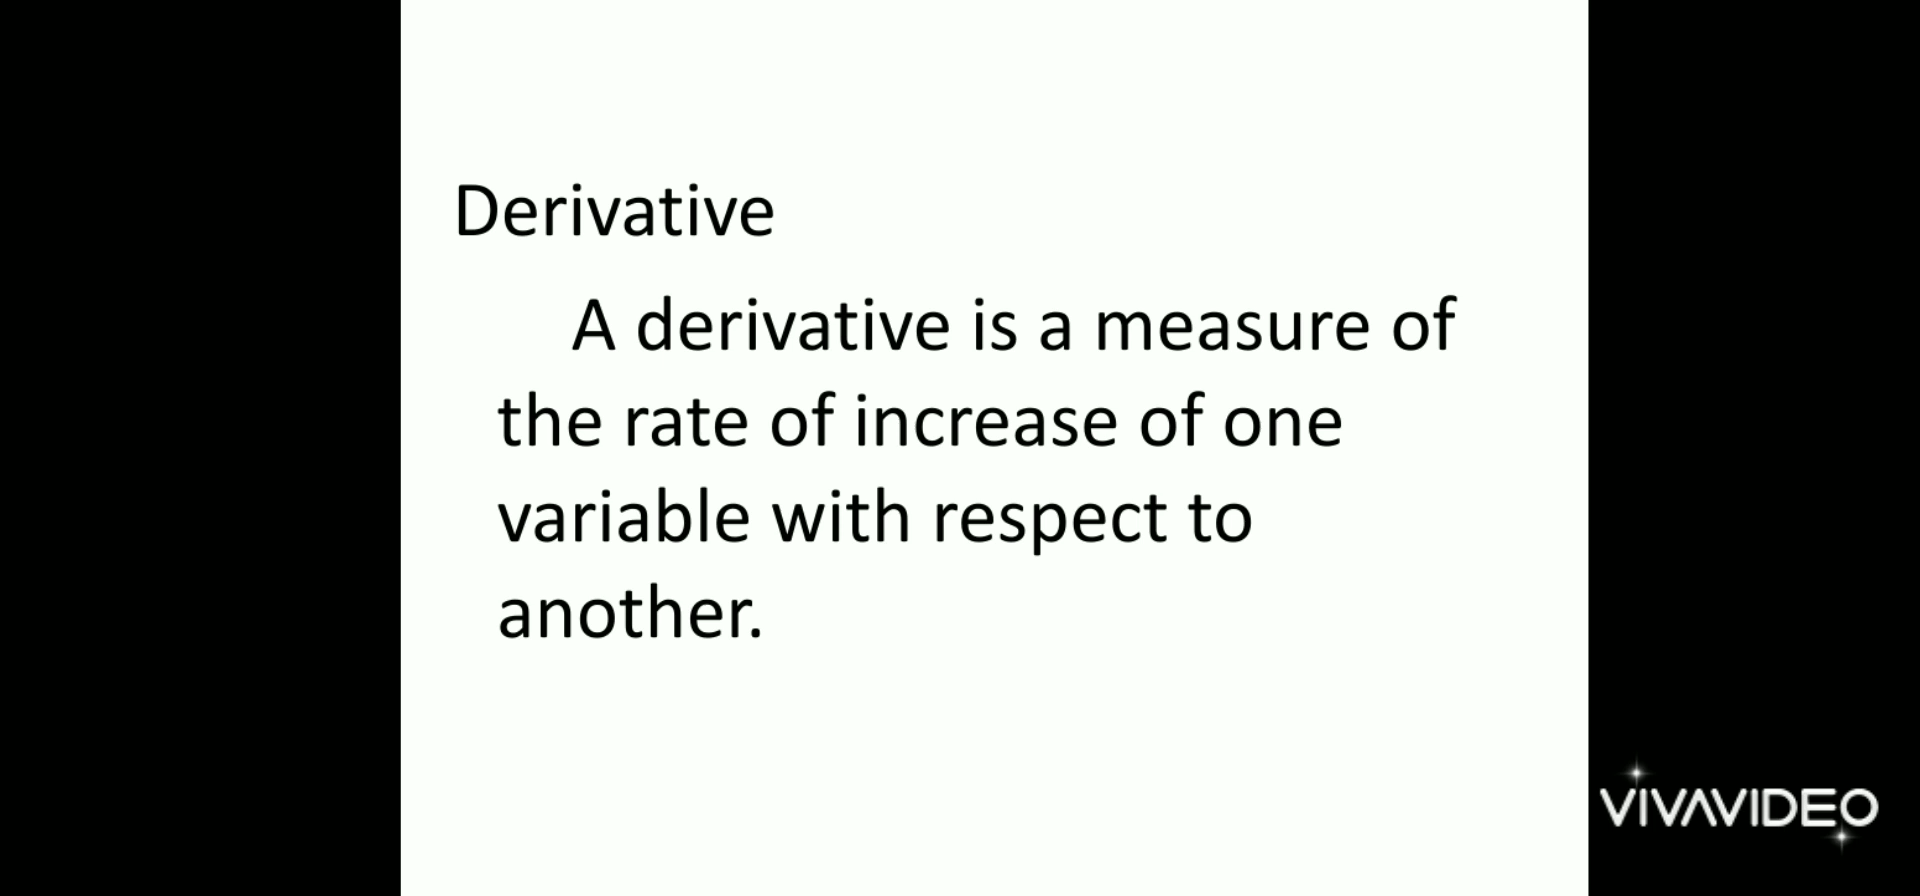 Derivative
A derivative is a measure of
the rate of increase of one
variable with respect to
another.
VIVAVIDEO